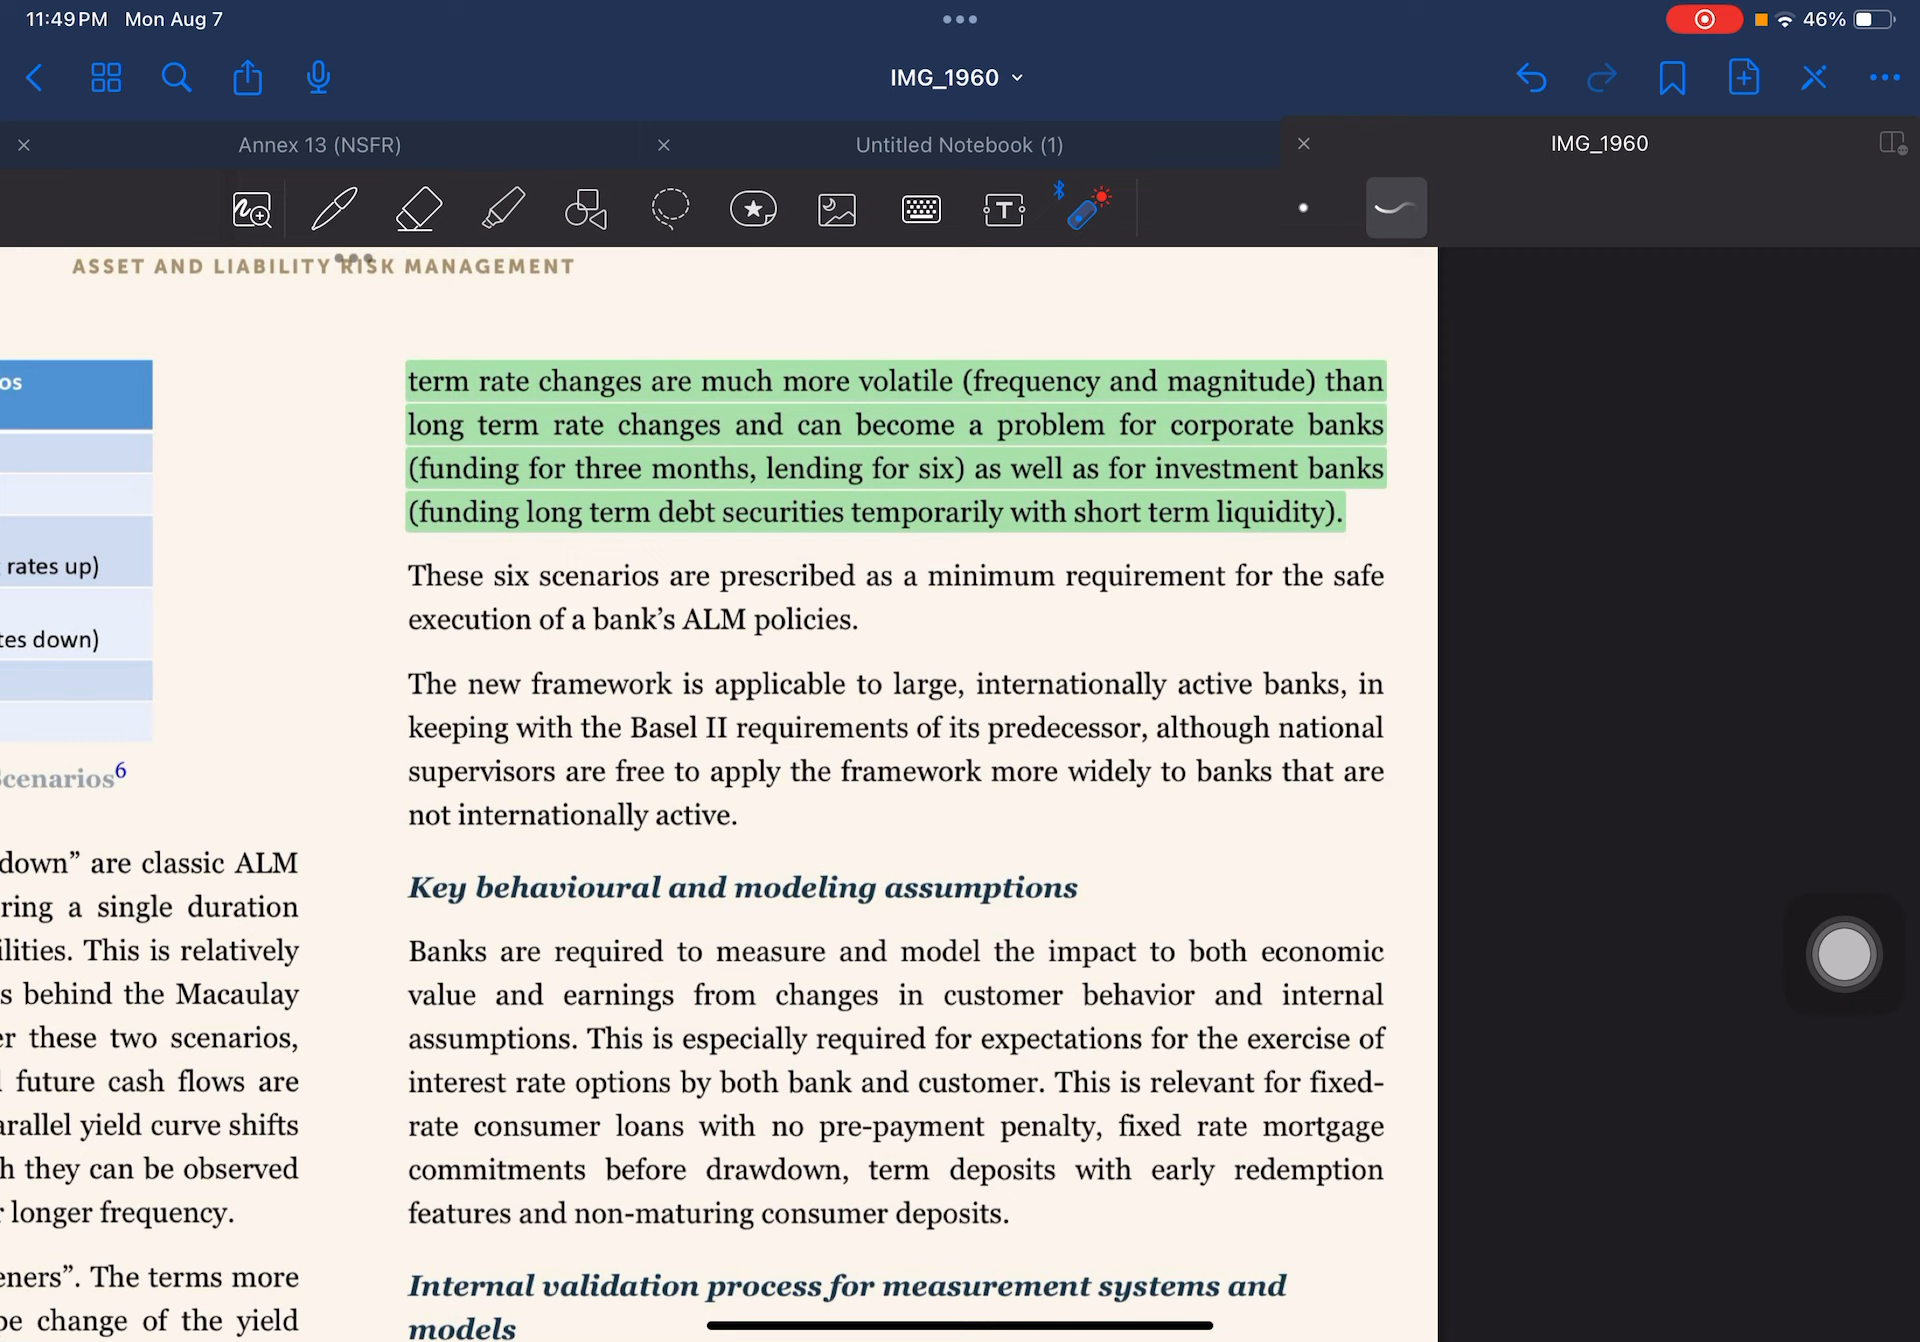 11:49 PM Mon Aug 7
46%
IMG_1960
Annex 13 (NSFR)
Untitled Notebook (1)
IMG_1960
ASSET AND LIABILITY RISK MANAGEMENT
os
rates up)
tes down)
cenarios6
down” are classic ALM
ring a single duration
ilities. This is relatively
s behind the Macaulay
er these two scenarios,
future cash flows are
arallel yield curve shifts
h they can be observed
r longer frequency.
eners”. The terms more
pe change of the yield
term rate changes are much more volatile (frequency and magnitude) than
long term rate changes and can become a problem for corporate banks
(funding for three months, lending for six) as well as for investment banks
(funding long term debt securities temporarily with short term liquidity).
These six scenarios are prescribed as a minimum requirement for the safe
execution of a bank’s ALM policies.
The new framework is applicable to large, internationally active banks, in
keeping with the Basel II requirements of its predecessor, although national
supervisors are free to apply the framework more widely to banks that are
not internationally active.
Key behavioural and modeling assumptions
Banks are required to measure and model the impact to both economic
value and earnings from changes in customer behavior and internal
assumptions. This is especially required for expectations for the exercise of
interest rate options by both bank and customer. This is relevant for fixed-
rate consumer loans with no pre-payment penalty, fixed rate mortgage
commitments before drawdown, term deposits with early redemption
features and non-maturing consumer deposits.
Internal validation process for measurement systems and
models